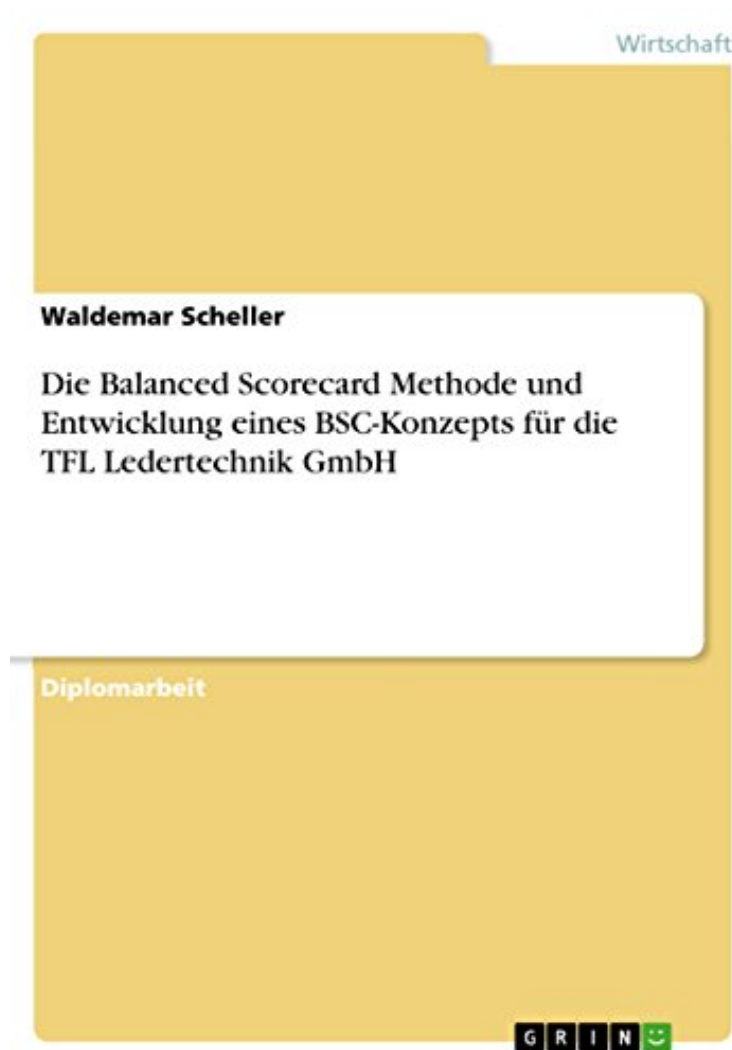 Wirtschaft
Waldemar Scheller
Die Balanced Scorecard Methode und
Entwicklung eines BSC-Konzepts für die
TFL Ledertechnik GmbH
Diplomarbeit
GRIN